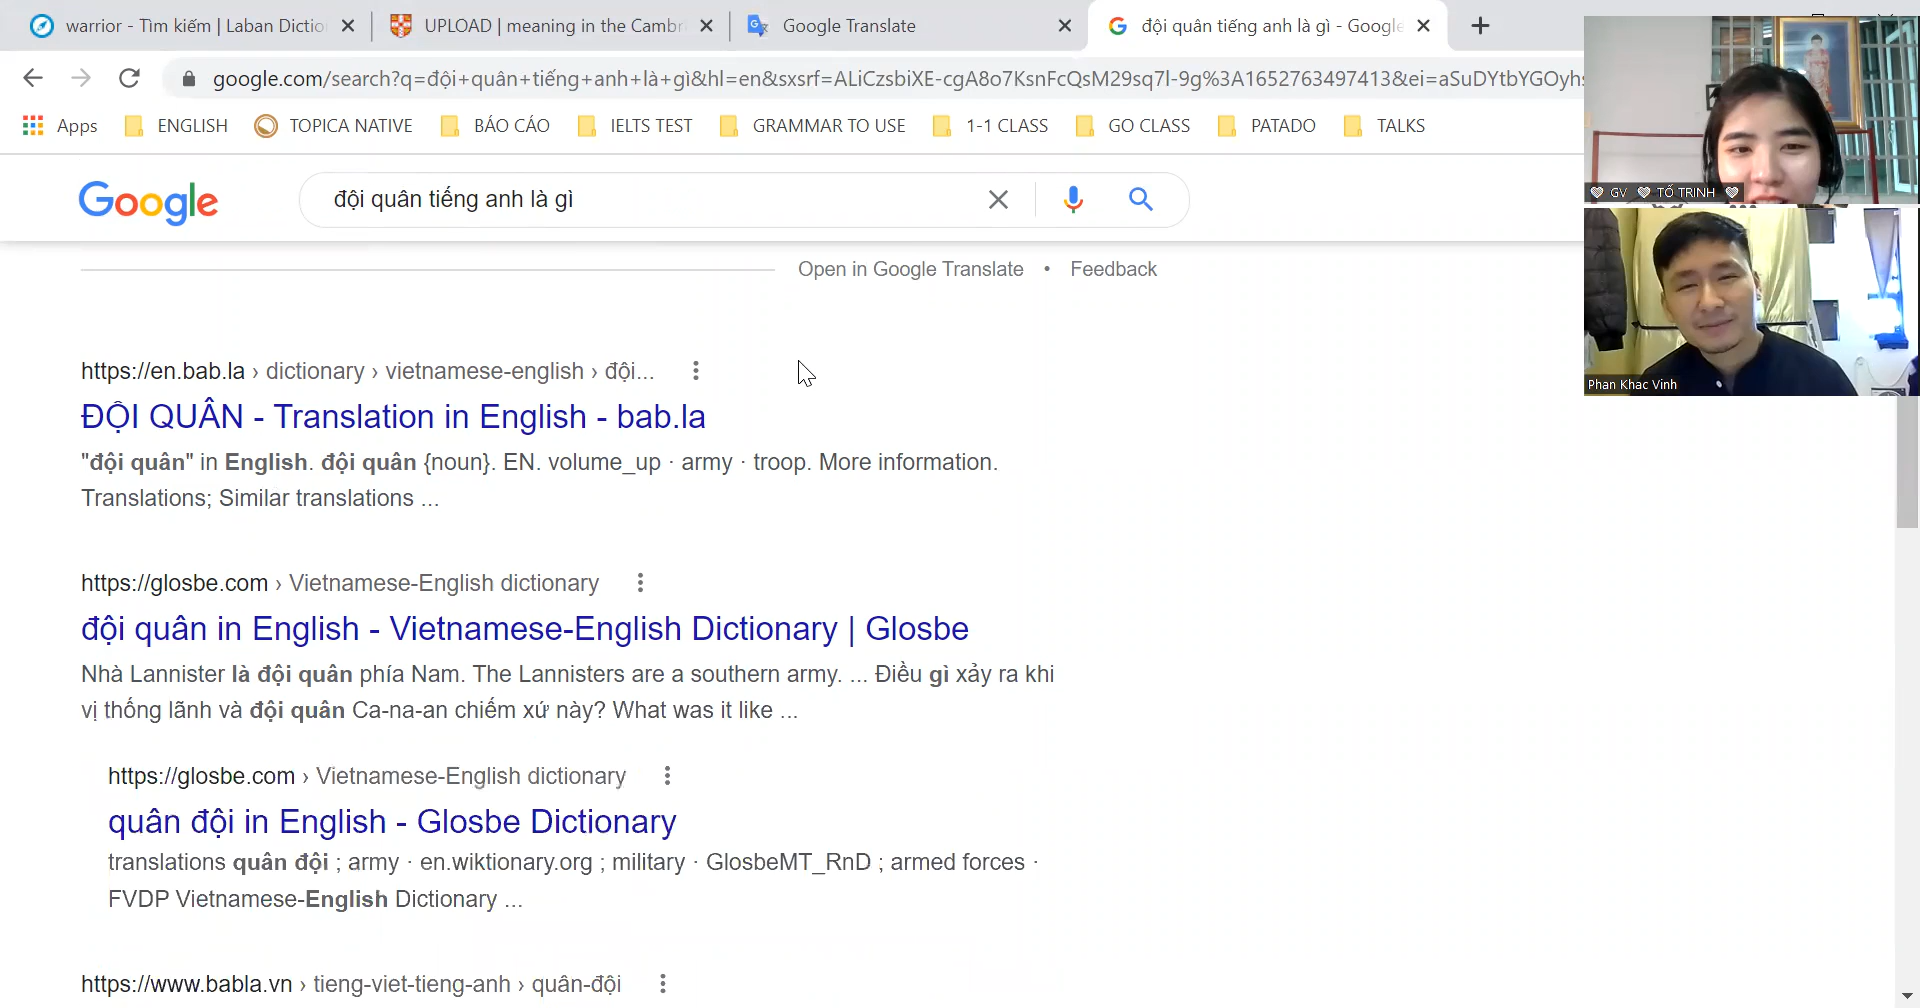 warrior - Tìm kiếm | Laban Dictio
UPLOAD | meaning in the Cambr
Google Translate
đội quân tiếng anh là gì - Google
google.com/search?q=đội+quân+tiếng+anh+là+gì&hl=en&sxsrf=ALiCzsbiXE-cgA8o7KsnFcQsM29sq7l-9g%3A1652763497413&ei=aSuDYtbYGOyhs
Apps ENGLISH TOPICA NATIVE BÁO CÁO IELTS TEST GRAMMAR TO USE 1-1 CLASS GO CLASS PATADO TALKS
Google
đội quân tiếng anh là gì
GV TỐ TRINH
Phan Khac Vinh
Open in Google Translate • Feedback
https://en.bab.la › dictionary › vietnamese-english › đội...
ĐỘI QUÂN - Translation in English - bab.la
"đội quân" in English. đội quân {noun}. EN. volume_up · army · troop. More information.
Translations; Similar translations ...
https://glosbe.com › Vietnamese-English dictionary
đội quân in English - Vietnamese-English Dictionary | Glosbe
Nhà Lannister là đội quân phía Nam. The Lannisters are a southern army. ... Điều gì xảy ra khi
vị thống lãnh và đội quân Ca-na-an chiếm xứ này? What was it like ...
https://glosbe.com › Vietnamese-English dictionary
quân đội in English - Glosbe Dictionary
translations quân đội ; army · en.wiktionary.org ; military · GlosbeMT_RnD ; armed forces ·
FVDP Vietnamese-English Dictionary ...
https://www.babla.vn › tieng-viet-tieng-anh › quân-đội